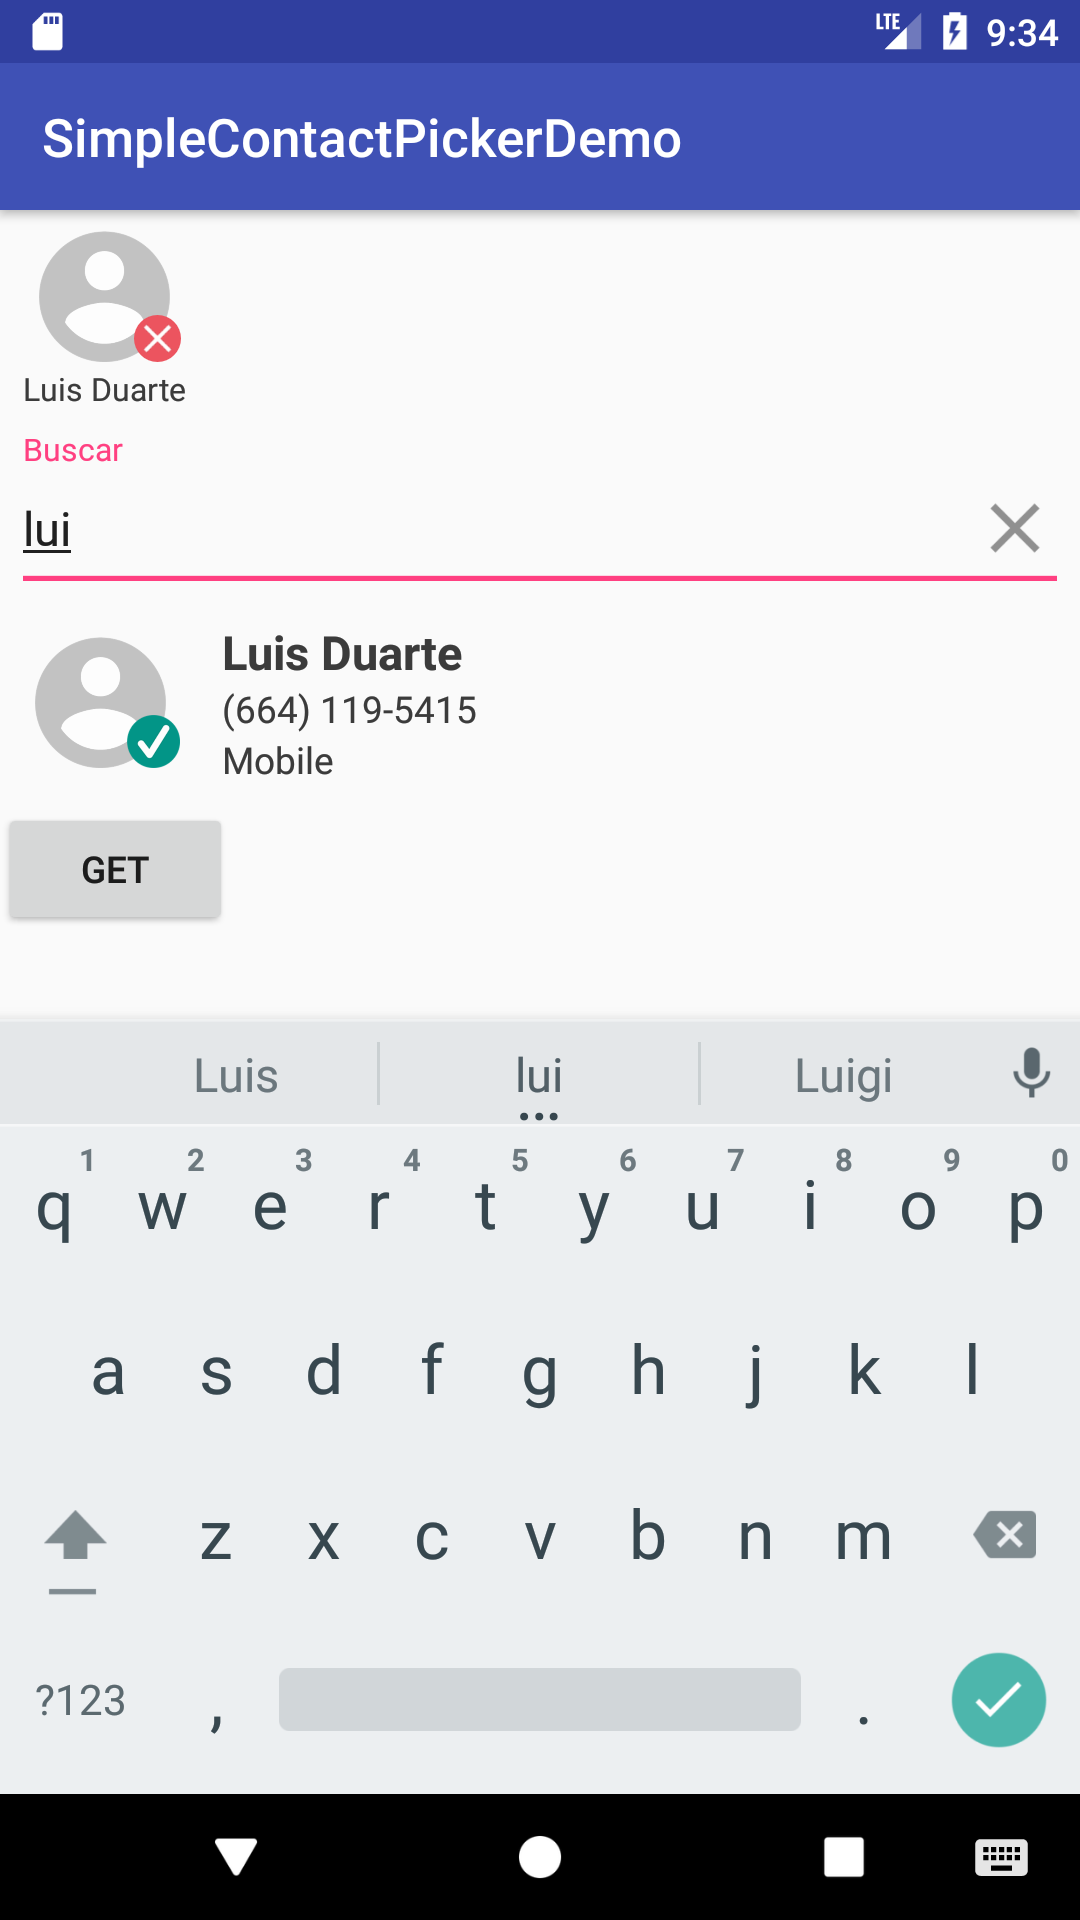 LTE 9:34
SimpleContactPickerDemo
Luis Duarte
Buscar
lui
Luis Duarte
(664) 119-5415
Mobile
GET
Luis lui Luigi
1 2 3 4 5 6 7 8 9 0
q w e r t y u i o p
a s d f g h j k l
z x c v b n m
?123 , .